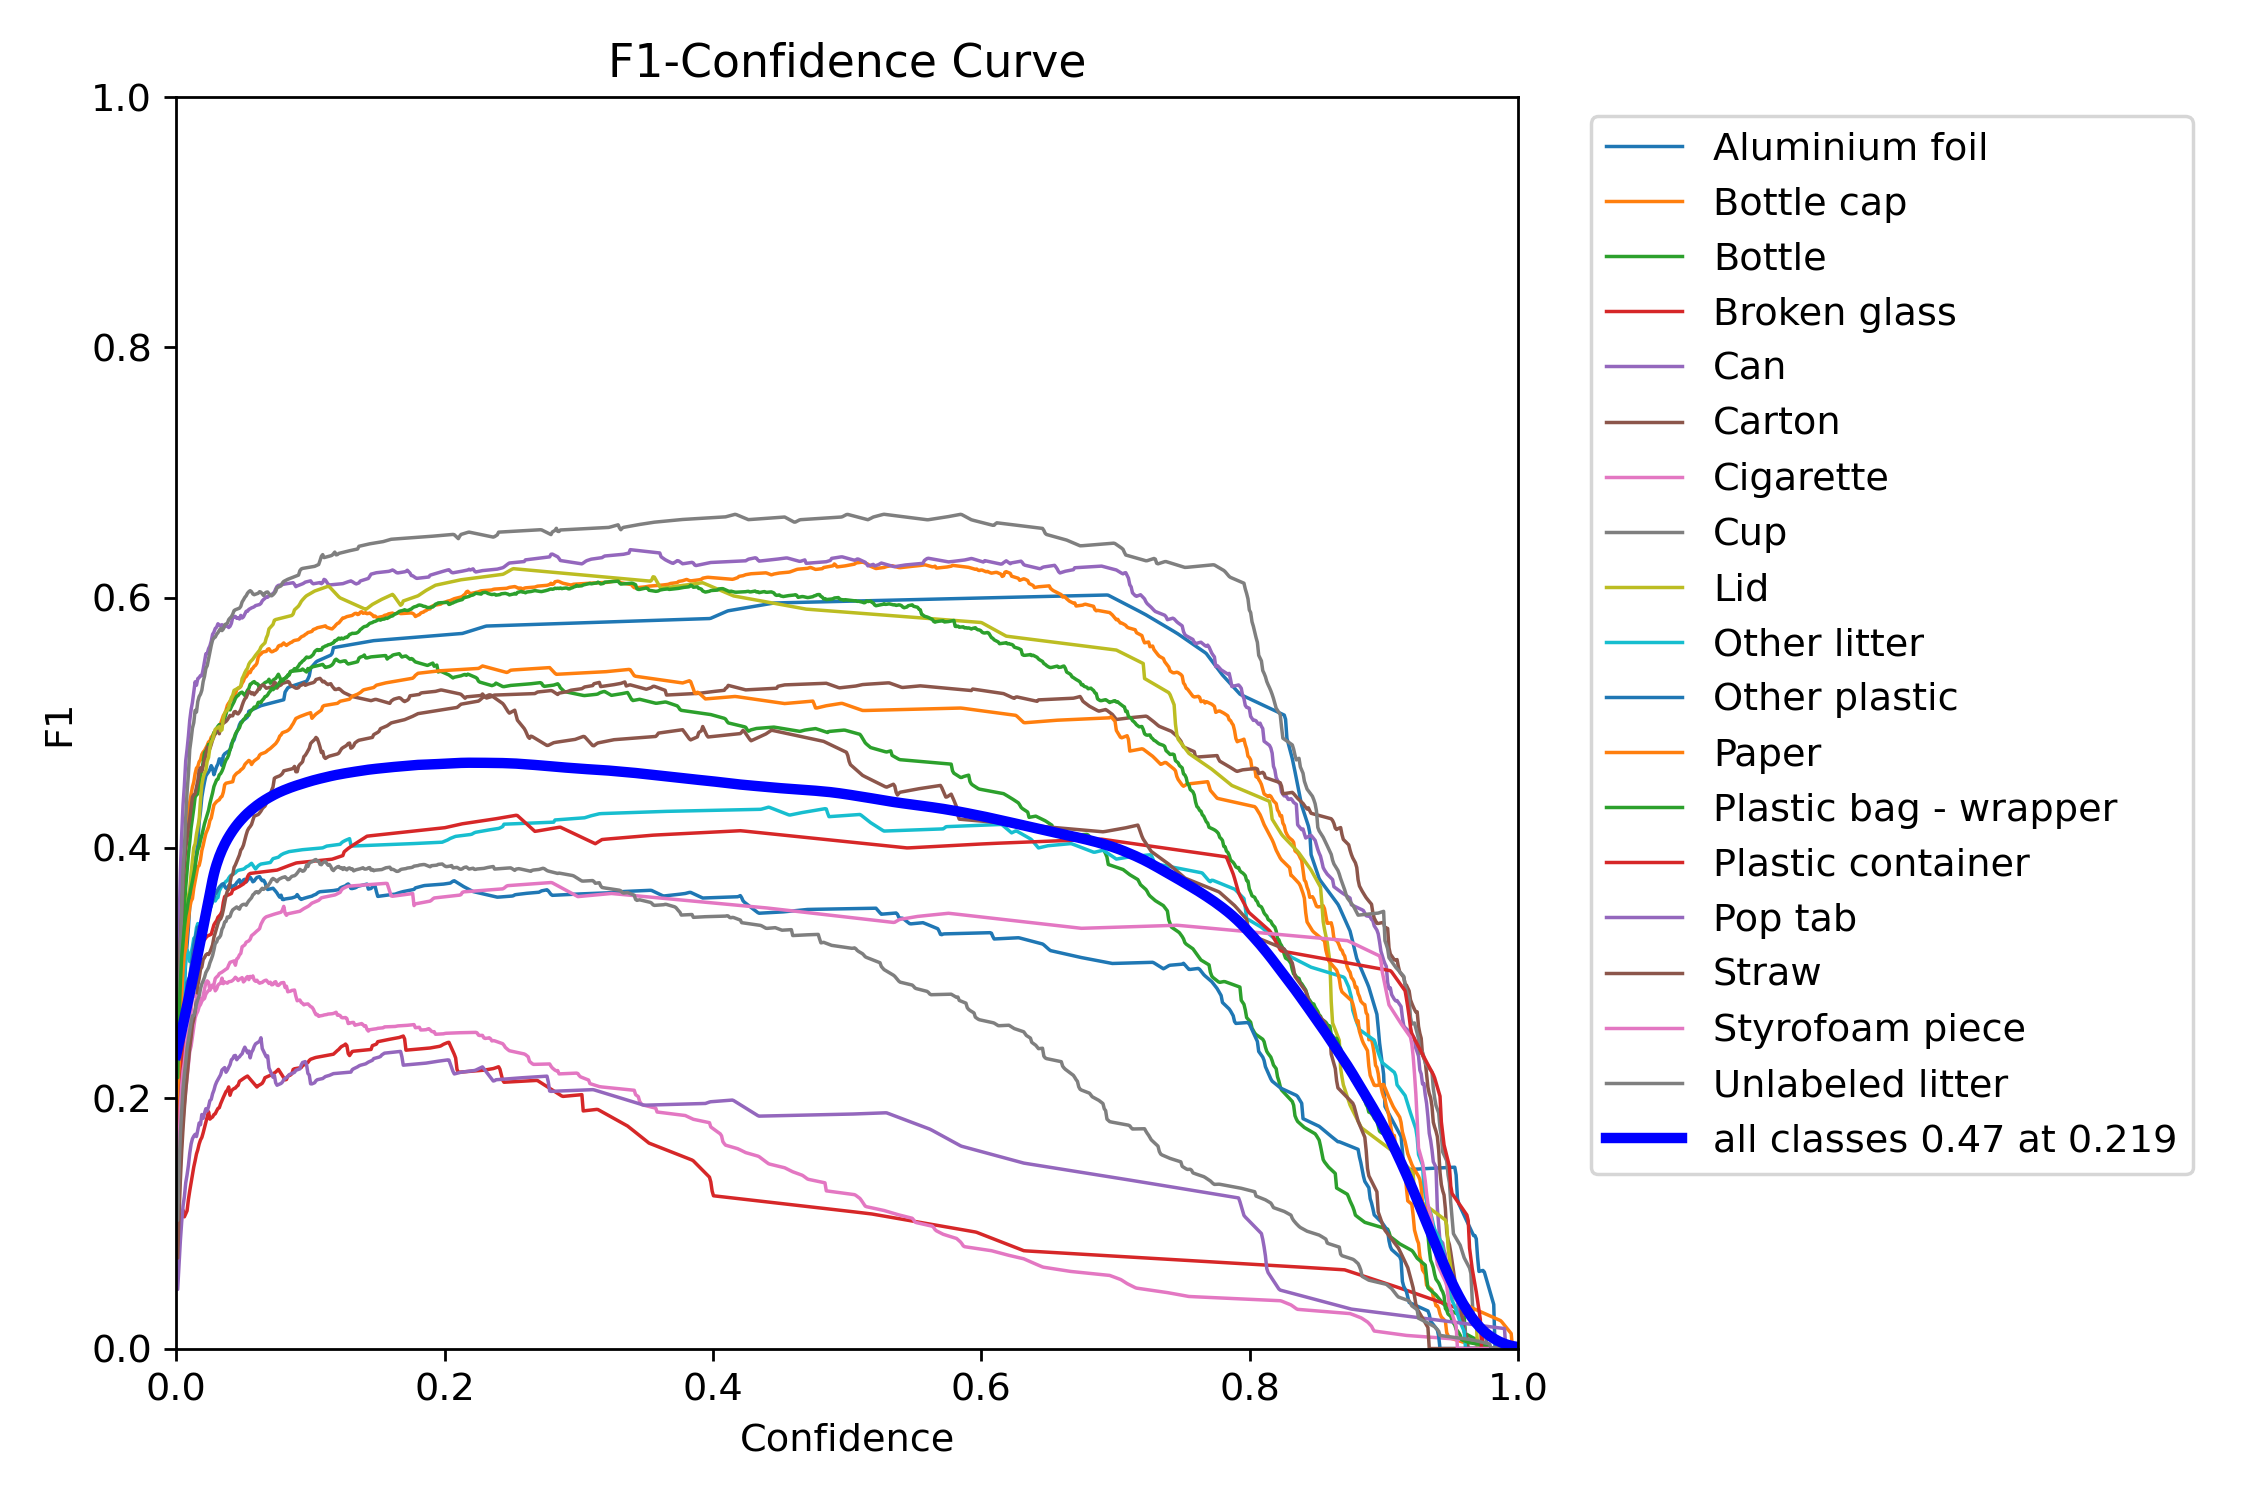 F1-Confidence Curve
1.0
0.8
0.6
0.4
0.2
0.0
F1
0.0 0.2 0.4 0.6 0.8 1.0
Confidence
Aluminium foil
Bottle cap
Bottle
Broken glass
Can
Carton
Cigarette
Cup
Lid
Other litter
Other plastic
Paper
Plastic bag - wrapper
Plastic container
Pop tab
Straw
Styrofoam piece
Unlabeled litter
all classes 0.47 at 0.219